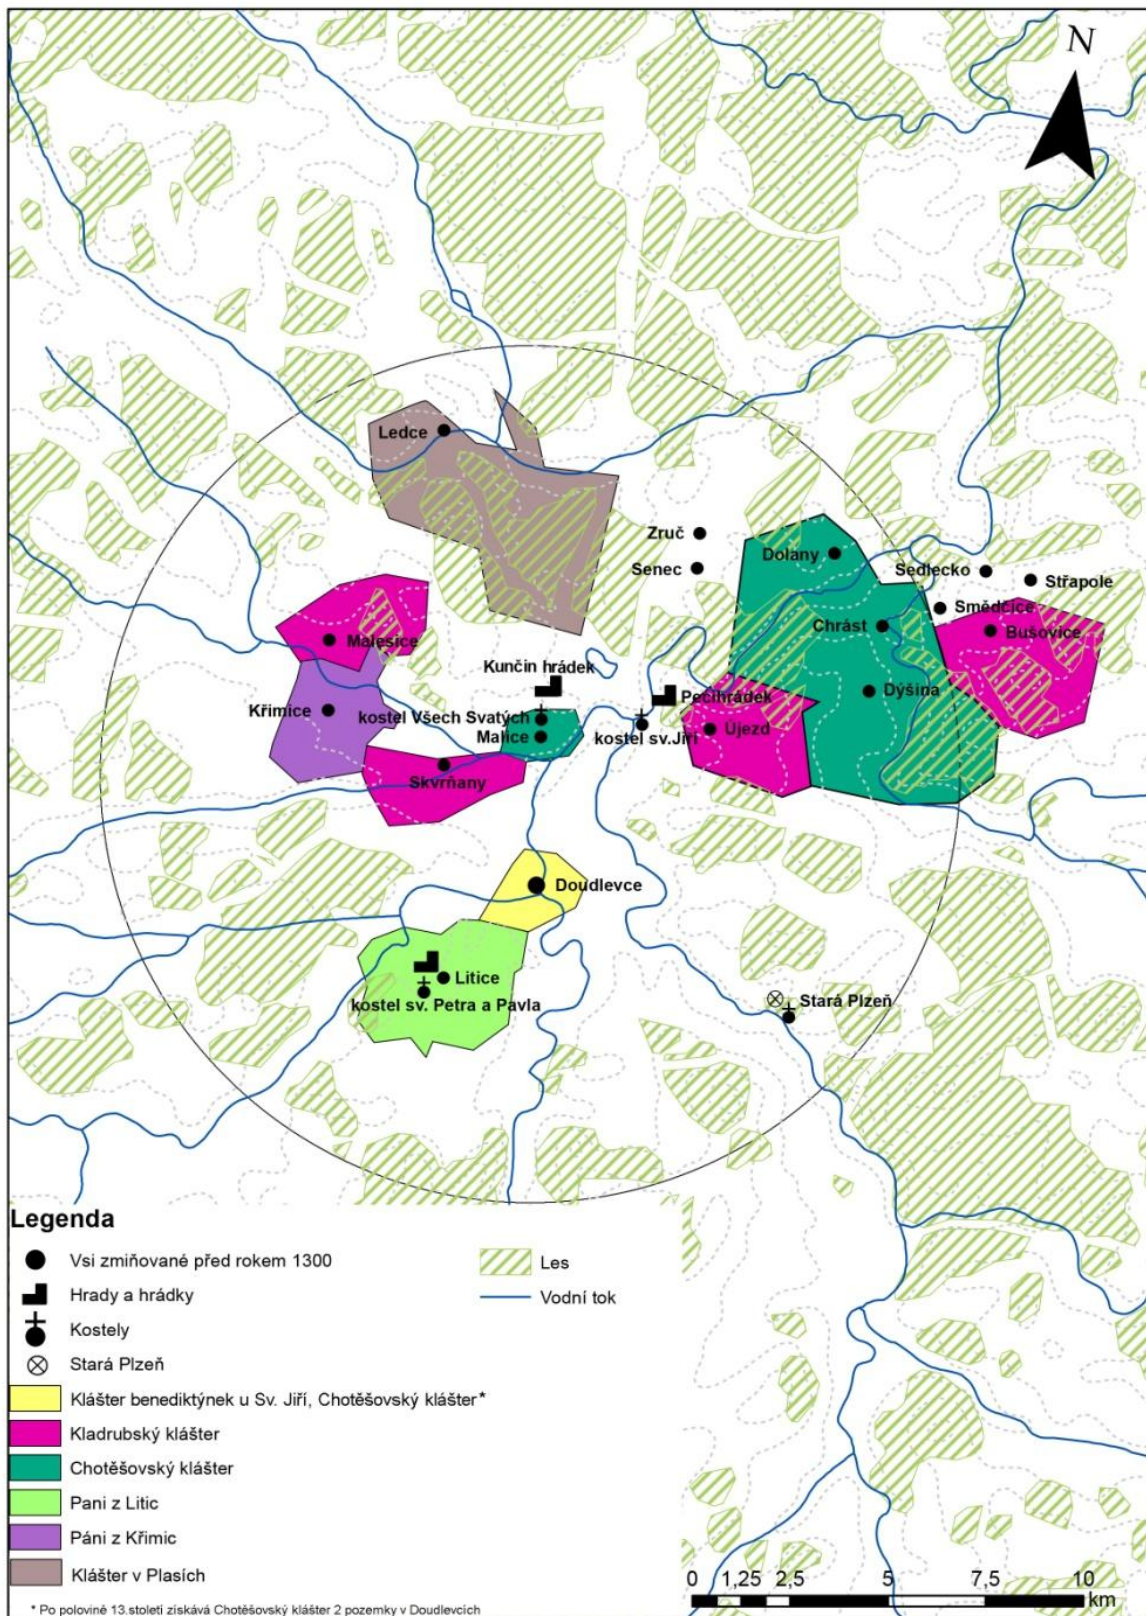 N
Ledce
Zruč
Dolany
Senec
Sedlecko
Střapole
Smědčice
Chrást
Bušovice
Malesice
Kunčin hrádek
Pecihrádek
Dýšina
Křimice
kostel Všech Svatých
Újezd
Malice
kostel sv.Jiří
Skvrňany
Doudlevce
Litice
kostel sv. Petra a Pavla
Stará Plzeň
Legenda
Vsi zmiňované před rokem 1300
Les
Hrady a hrádky
Vodní tok
Kostely
Stará Plzeň
Klášter benediktýnek u Sv. Jiří, Chotěšovský klášter*
Kladrubský klášter
Chotěšovský klášter
Pani z Litic
Páni z Křimic
Klášter v Plasích
0 1,25 2,5 5 7,5 10
km
* Po polovině 13.století získává Chotěšovský klášter 2 pozemky v Doudlevcích